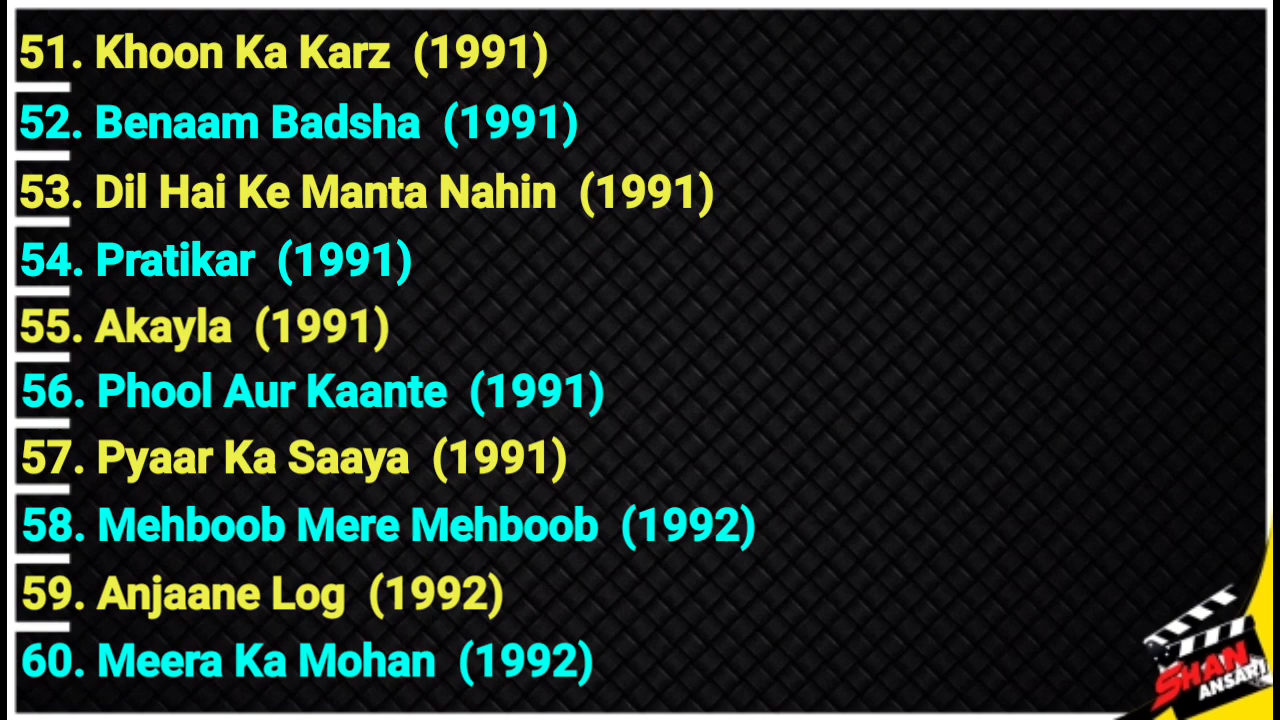 51. Khoon Ka Karz (1991)
52. Benaam Badsha (1991)
53. Dil Hai Ke Manta Nahin (1991)
54. Pratikar (1991)
55. Akayla (1991)
56. Phool Aur Kaante (1991)
57. Pyaar Ka Saaya (1991)
58. Mehboob Mere Mehboob (1992)
59. Anjaane Log (1992)
60. Meera Ka Mohan (1992)
SHAN
ANSARI